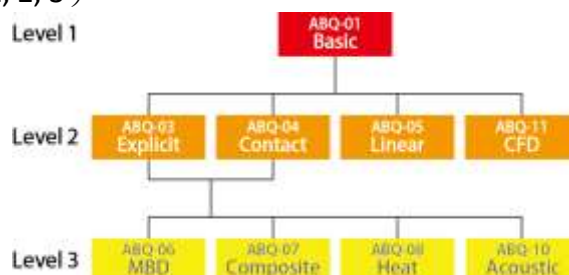 Level 1
ABQ-01
Basic
Level 2
ABQ-03
Explicit
ABQ-04
Contact
ABQ-05
Linear
ABQ-11
CFD
Level 3
ABQ-06
MBD
ABQ-07
Composite
ABQ-08
Heat
ABQ-10
Acoustic